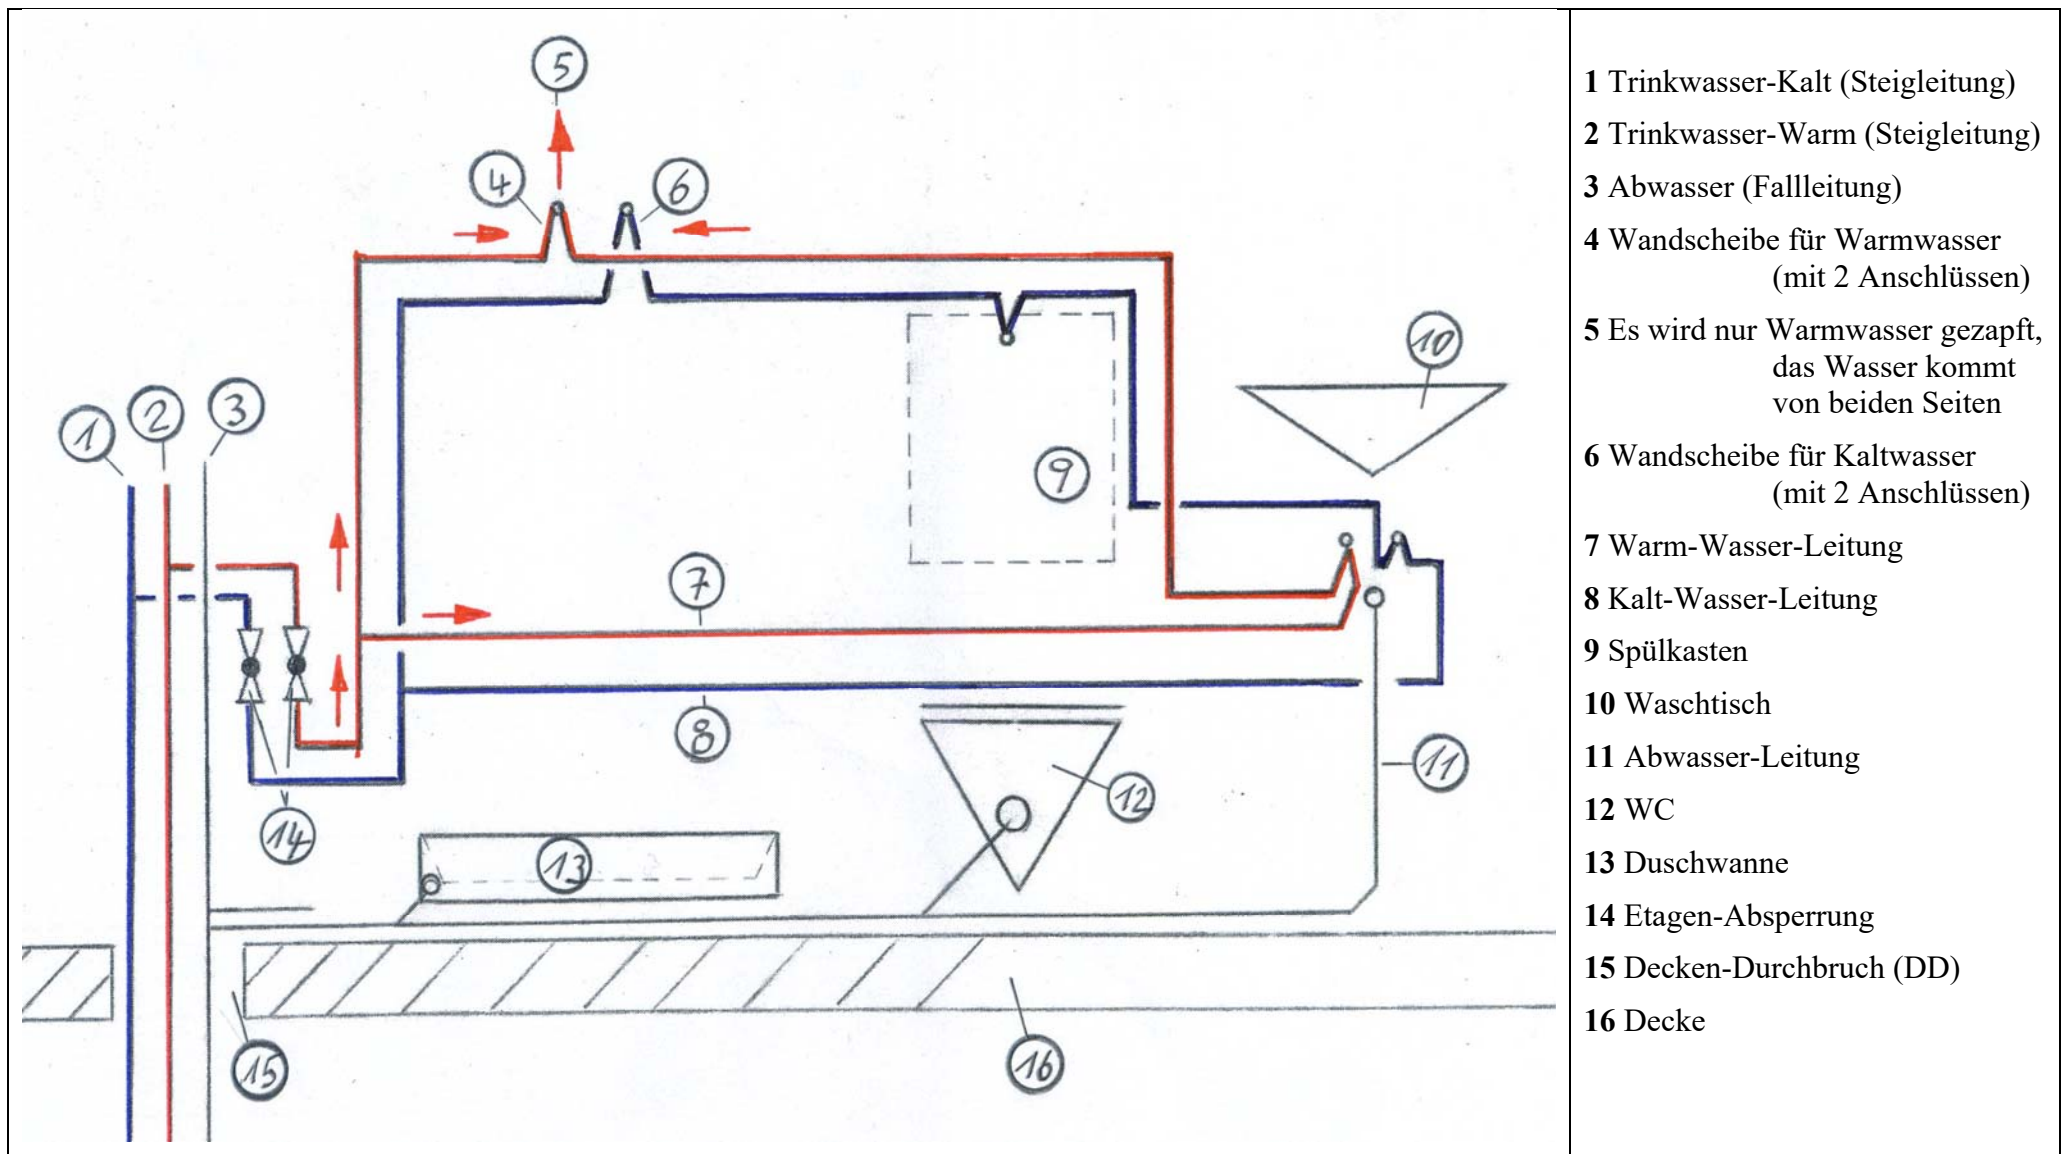 5
4
6
10
1
2
3
9
7
8
11
12
14
13
15
16
1 Trinkwasser-Kalt (Steigleitung)
2 Trinkwasser-Warm (Steigleitung)
3 Abwasser (Fallleitung)
4 Wandscheibe für Warmwasser
(mit 2 Anschlüssen)
5 Es wird nur Warmwasser gezapft,
das Wasser kommt
von beiden Seiten
6 Wandscheibe für Kaltwasser
(mit 2 Anschlüssen)
7 Warm-Wasser-Leitung
8 Kalt-Wasser-Leitung
9 Spülkasten
10 Waschtisch
11 Abwasser-Leitung
12 WC
13 Duschwanne
14 Etagen-Absperrung
15 Decken-Durchbruch (DD)
16 Decke